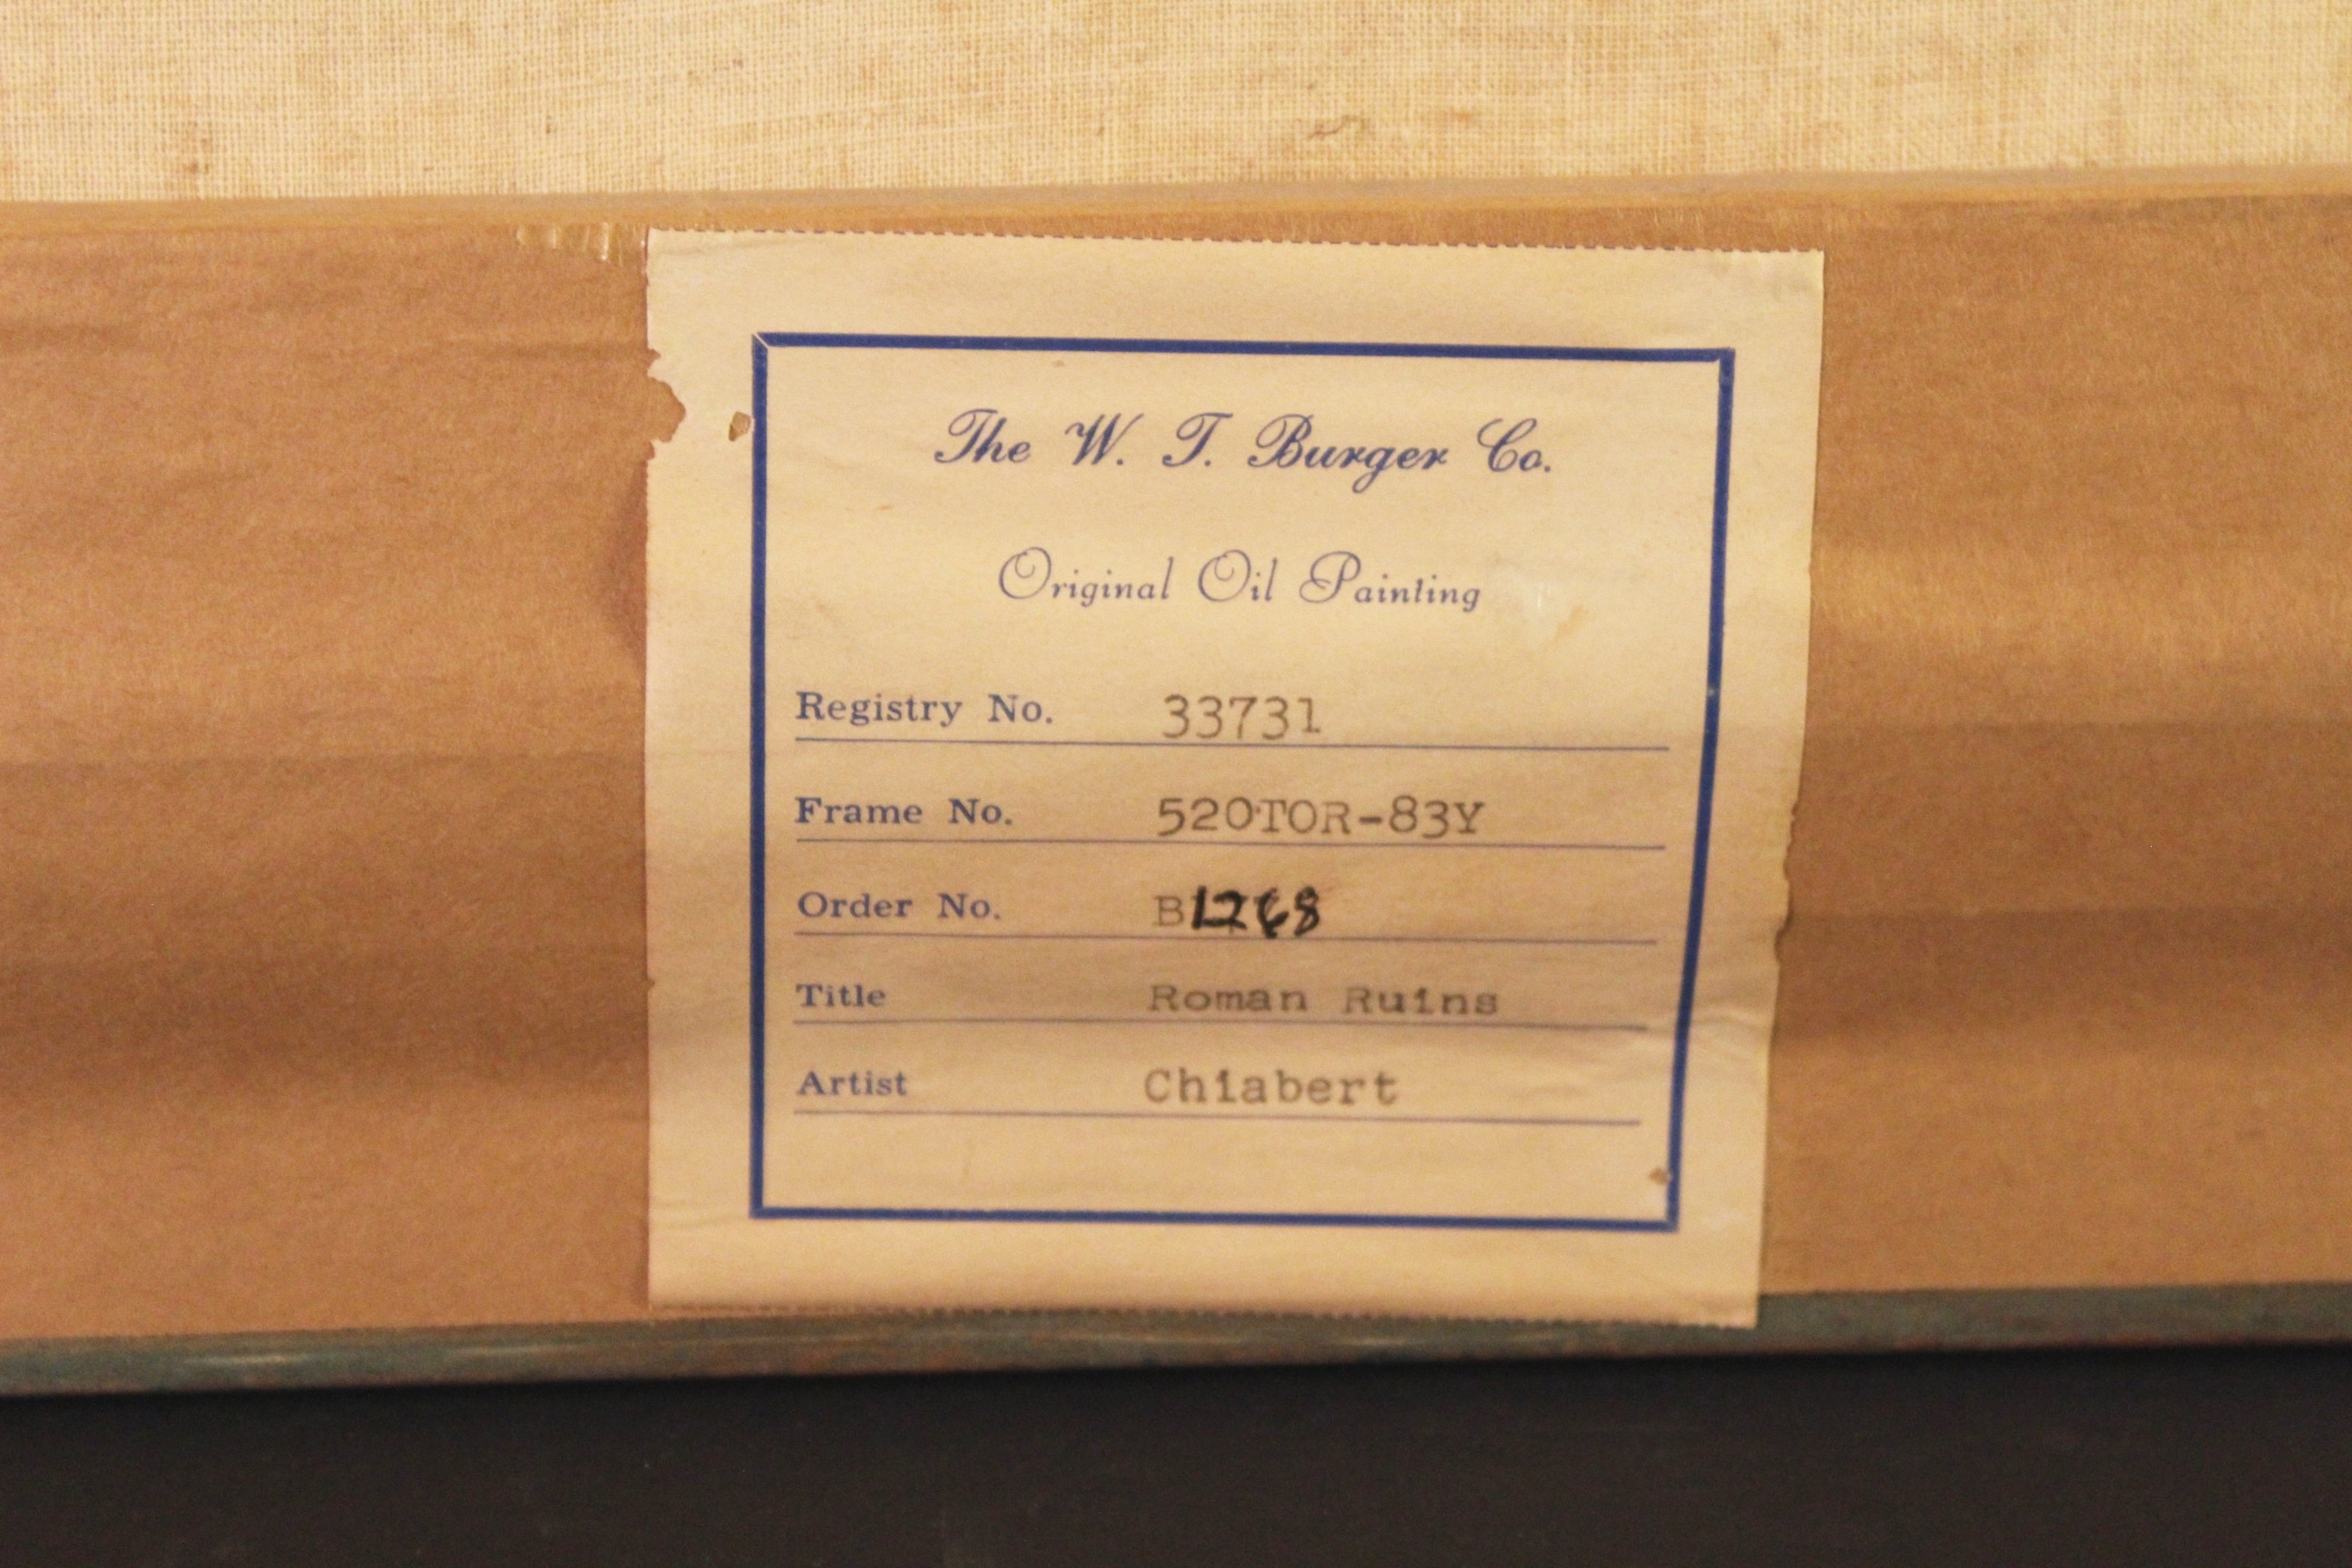 The W. T. Burger Co.
Original Oil Painting
Registry No. 33731
Frame No. 520TOR-83Y
Order No. B1268
Title Roman Ruins
Artist Chiabert